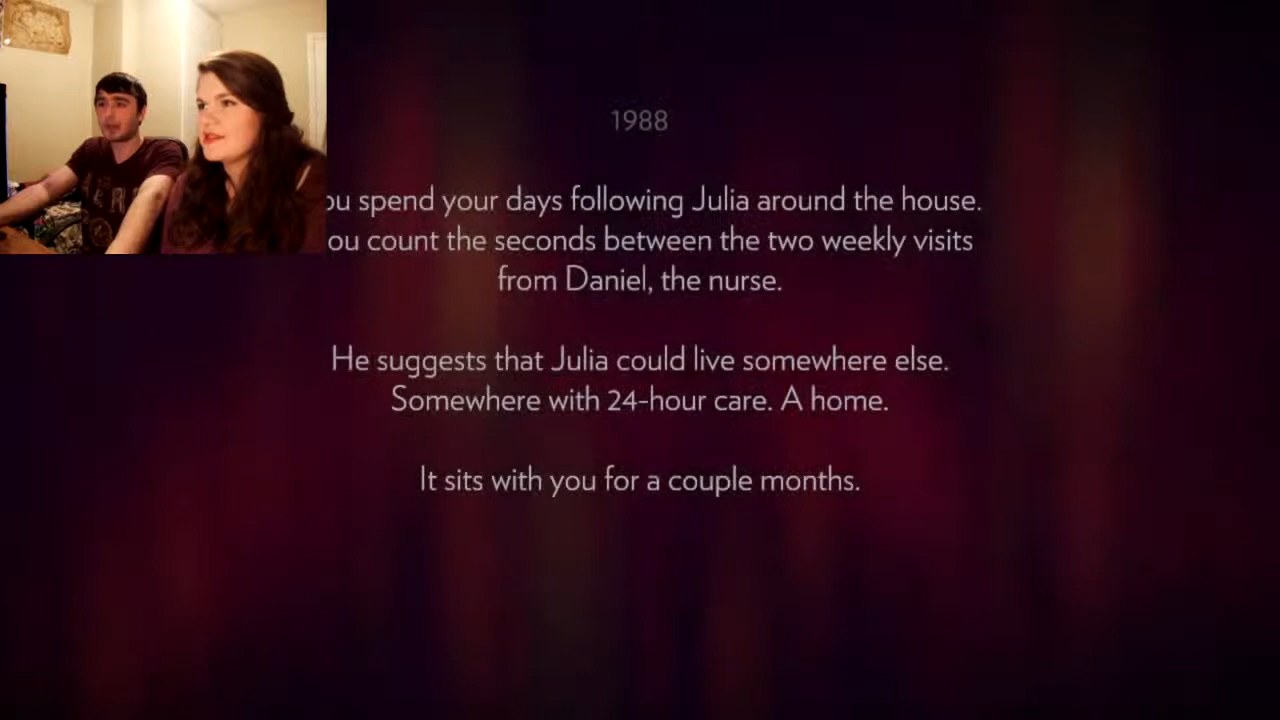 1988
ou spend your days following Julia around the house.
ou count the seconds between the two weekly visits
from Daniel, the nurse.
He suggests that Julia could live somewhere else.
Somewhere with 24-hour care. A home.
It sits with you for a couple months.